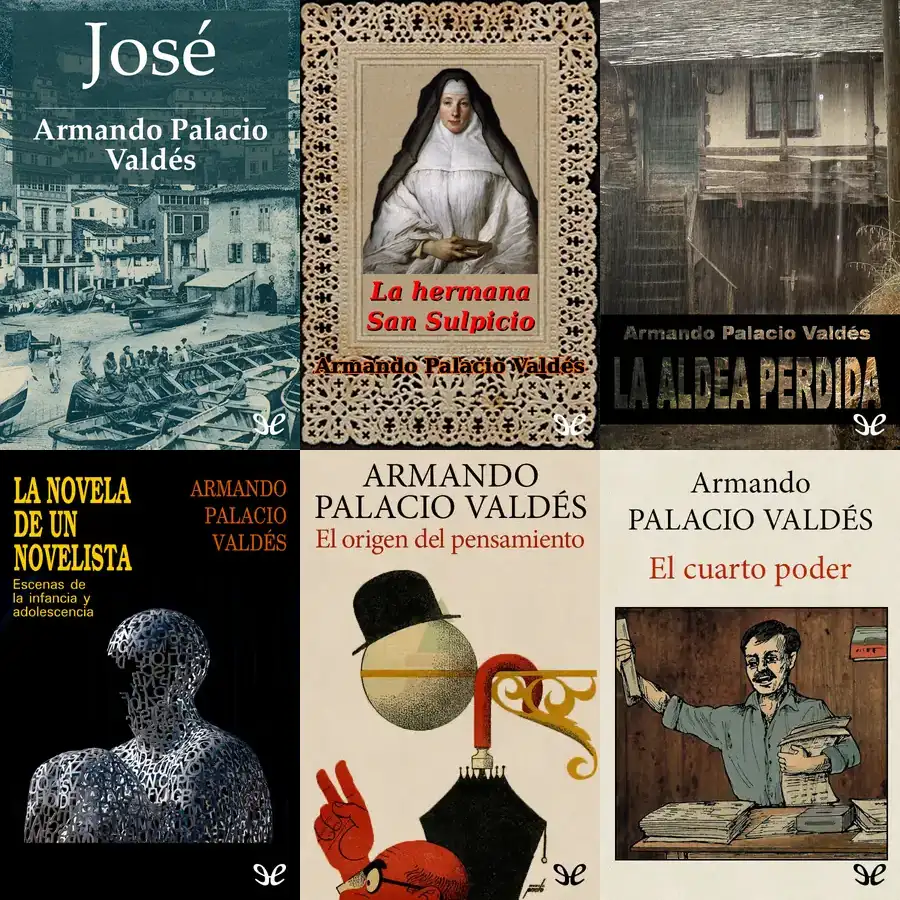 José
Armando Palacio
Valdés
La hermana
San Sulpicio
Armando Palacio Valdés
Armando Palacio Valdés
LA ALDEA PERDIDA
LA NOVELA
DE UN
NOVELISTA
Escenas de
la infancia y
adolescencia
ARMANDO
PALACIO
VALDÉS
ARMANDO
PALACIO VALDÉS
El origen del pensamiento
Armando
PALACIO VALDÉS
El cuarto poder